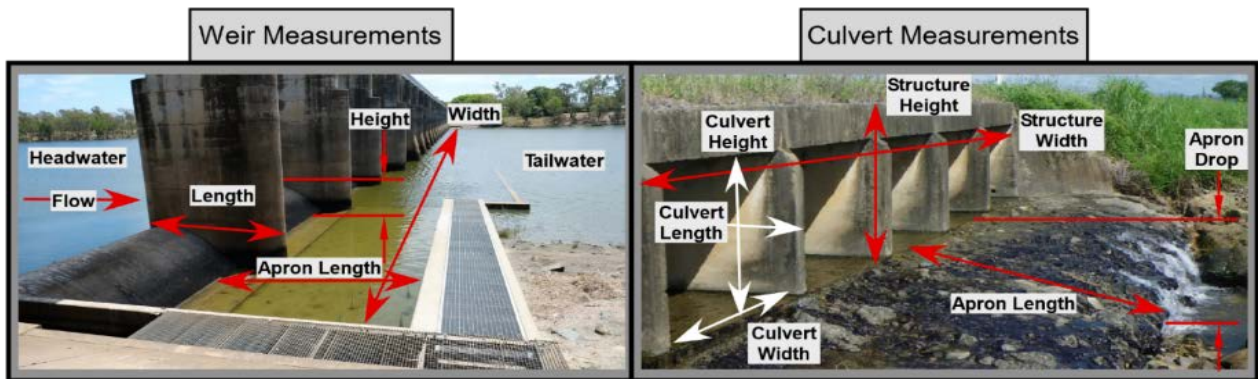 Weir Measurements
Culvert Measurements
Height
Width
Headwater
Tailwater
Flow
Length
Apron Length
Structure
Height
Culvert
Height
Structure
Width
Apron
Drop
Culvert
Length
Apron Length
Culvert
Width